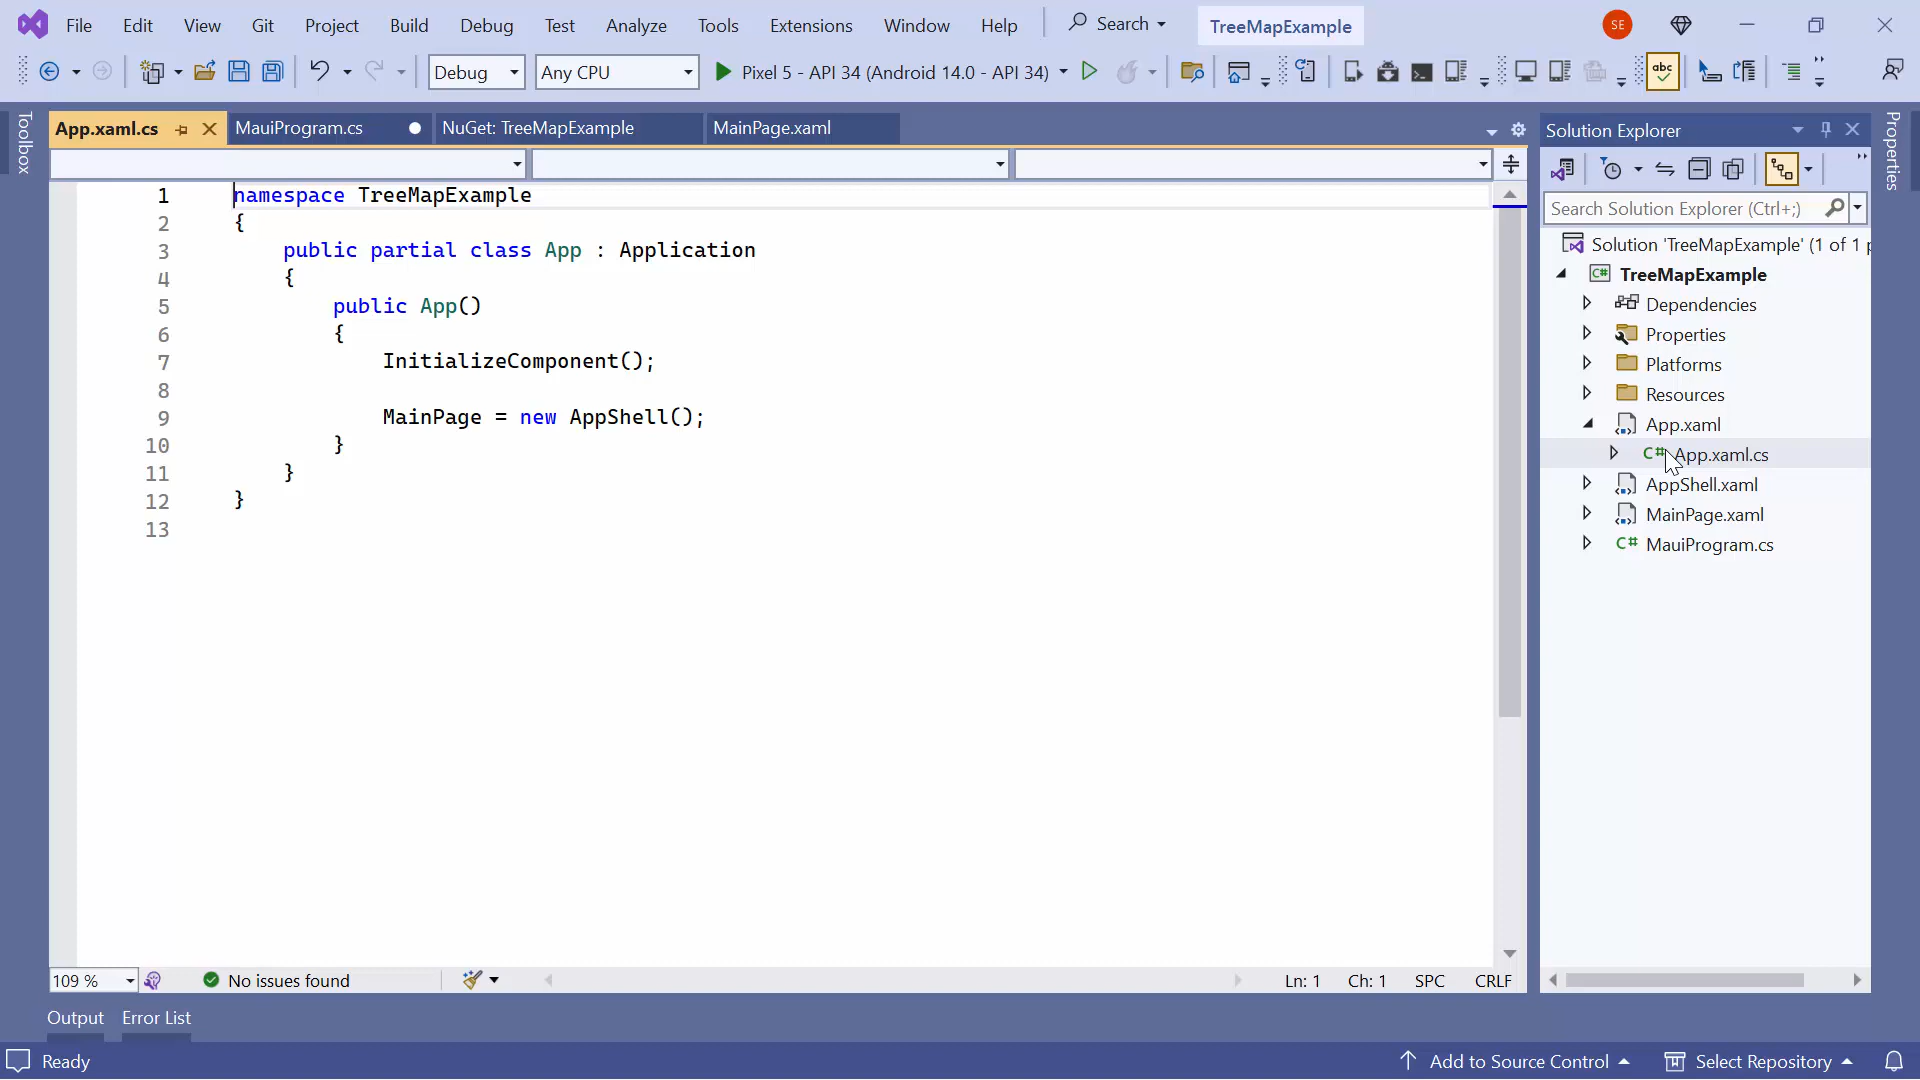 File Edit View Git Project Build Debug Test Analyze Tools Extensions Window Help Search TreeMapExample SE
Debug Any CPU Pixel 5 - API 34 (Android 14.0 - API 34) abc
Toolbox
App.xaml.cs MauiProgram.cs NuGet: TreeMapExample MainPage.xaml
1 namespace TreeMapExample
2 {
3 public partial class App : Application
4 {
5 public App()
6 {
7 InitializeComponent();
8
9 MainPage = new AppShell();
10 }
11 }
12 }
13
109 % No issues found Ln: 1 Ch: 1 SPC CRLF
Solution Explorer
Search Solution Explorer (Ctrl+;)
Solution 'TreeMapExample' (1 of 1 p
C# TreeMapExample
Dependencies
Properties
Platforms
Resources
App.xaml
C# App.xaml.cs
AppShell.xaml
MainPage.xaml
C# MauiProgram.cs
Properties
Output Error List
Ready Add to Source Control Select Repository